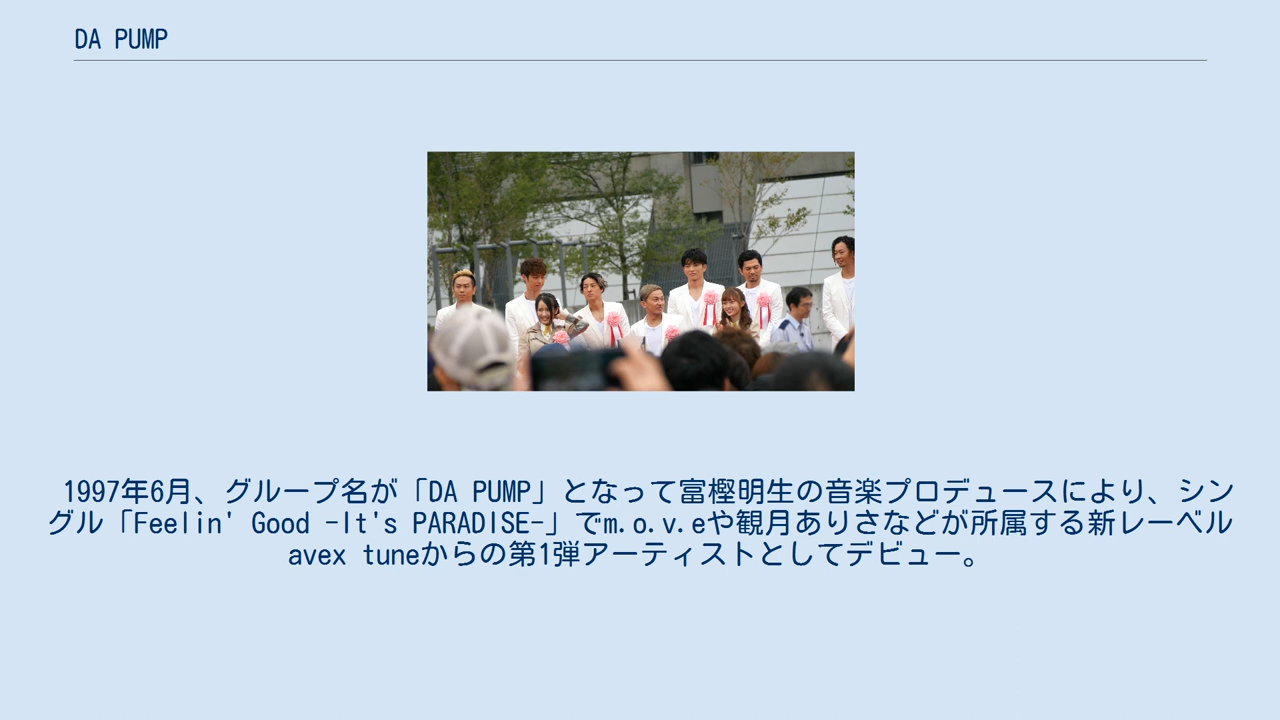 DA PUMP
1997年6月、グループ名が「DA PUMP」となって富樫明生の音楽プロデュースにより、シン
グル「Feelin' Good -It's PARADISE-」でm.o.v.eや観月ありさなどが所属する新レーベル
avex tuneからの第1弾アーティストとしてデビュー。